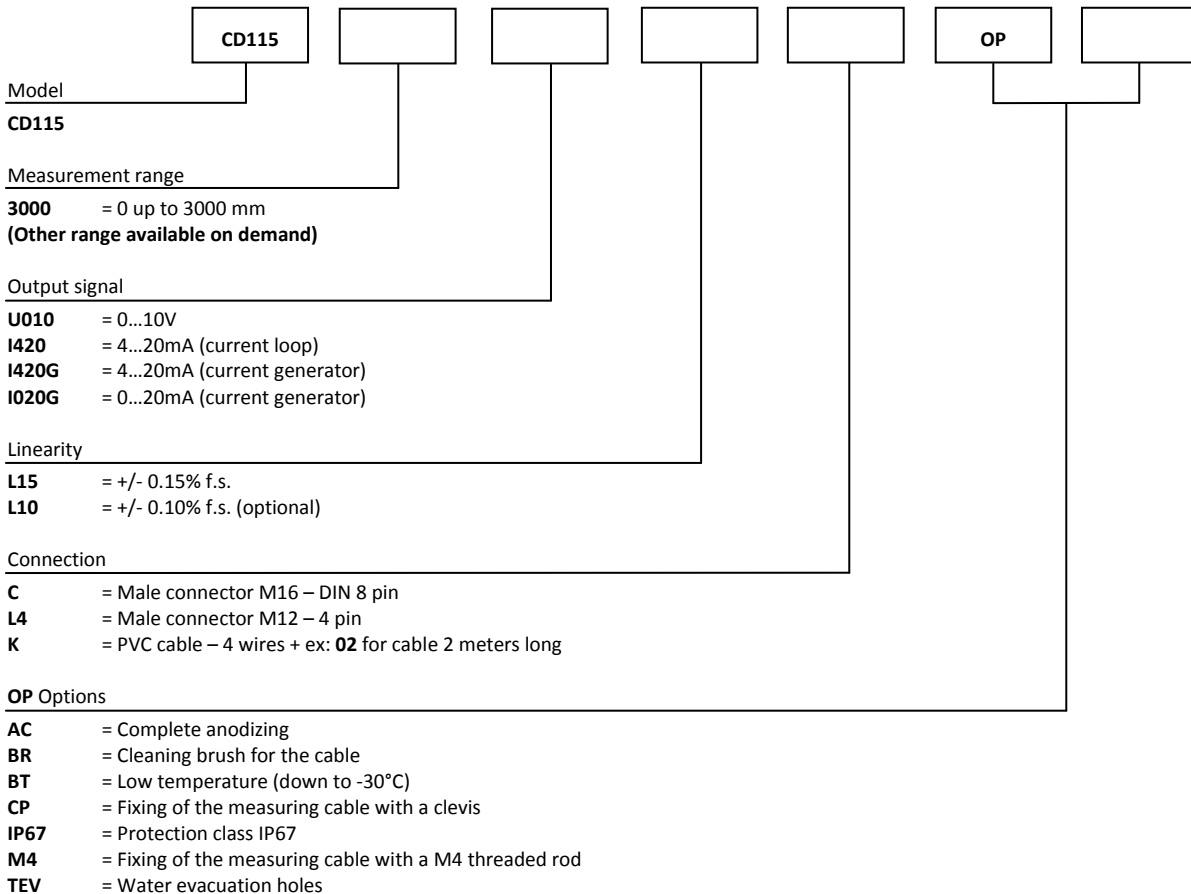 CD115 OP
Model
CD115
Measurement range
3000 = 0 up to 3000 mm
(Other range available on demand)
Output signal
U010 = 0…10V
I420 = 4…20mA (current loop)
I420G = 4…20mA (current generator)
I020G = 0…20mA (current generator)
Linearity
L15 = +/- 0.15% f.s.
L10 = +/- 0.10% f.s. (optional)
Connection
C = Male connector M16 – DIN 8 pin
L4 = Male connector M12 – 4 pin
K = PVC cable – 4 wires + ex: 02 for cable 2 meters long
OP Options
AC = Complete anodizing
BR = Cleaning brush for the cable
BT = Low temperature (down to -30°C)
CP = Fixing of the measuring cable with a clevis
IP67 = Protection class IP67
M4 = Fixing of the measuring cable with a M4 threaded rod
TEV = Water evacuation holes